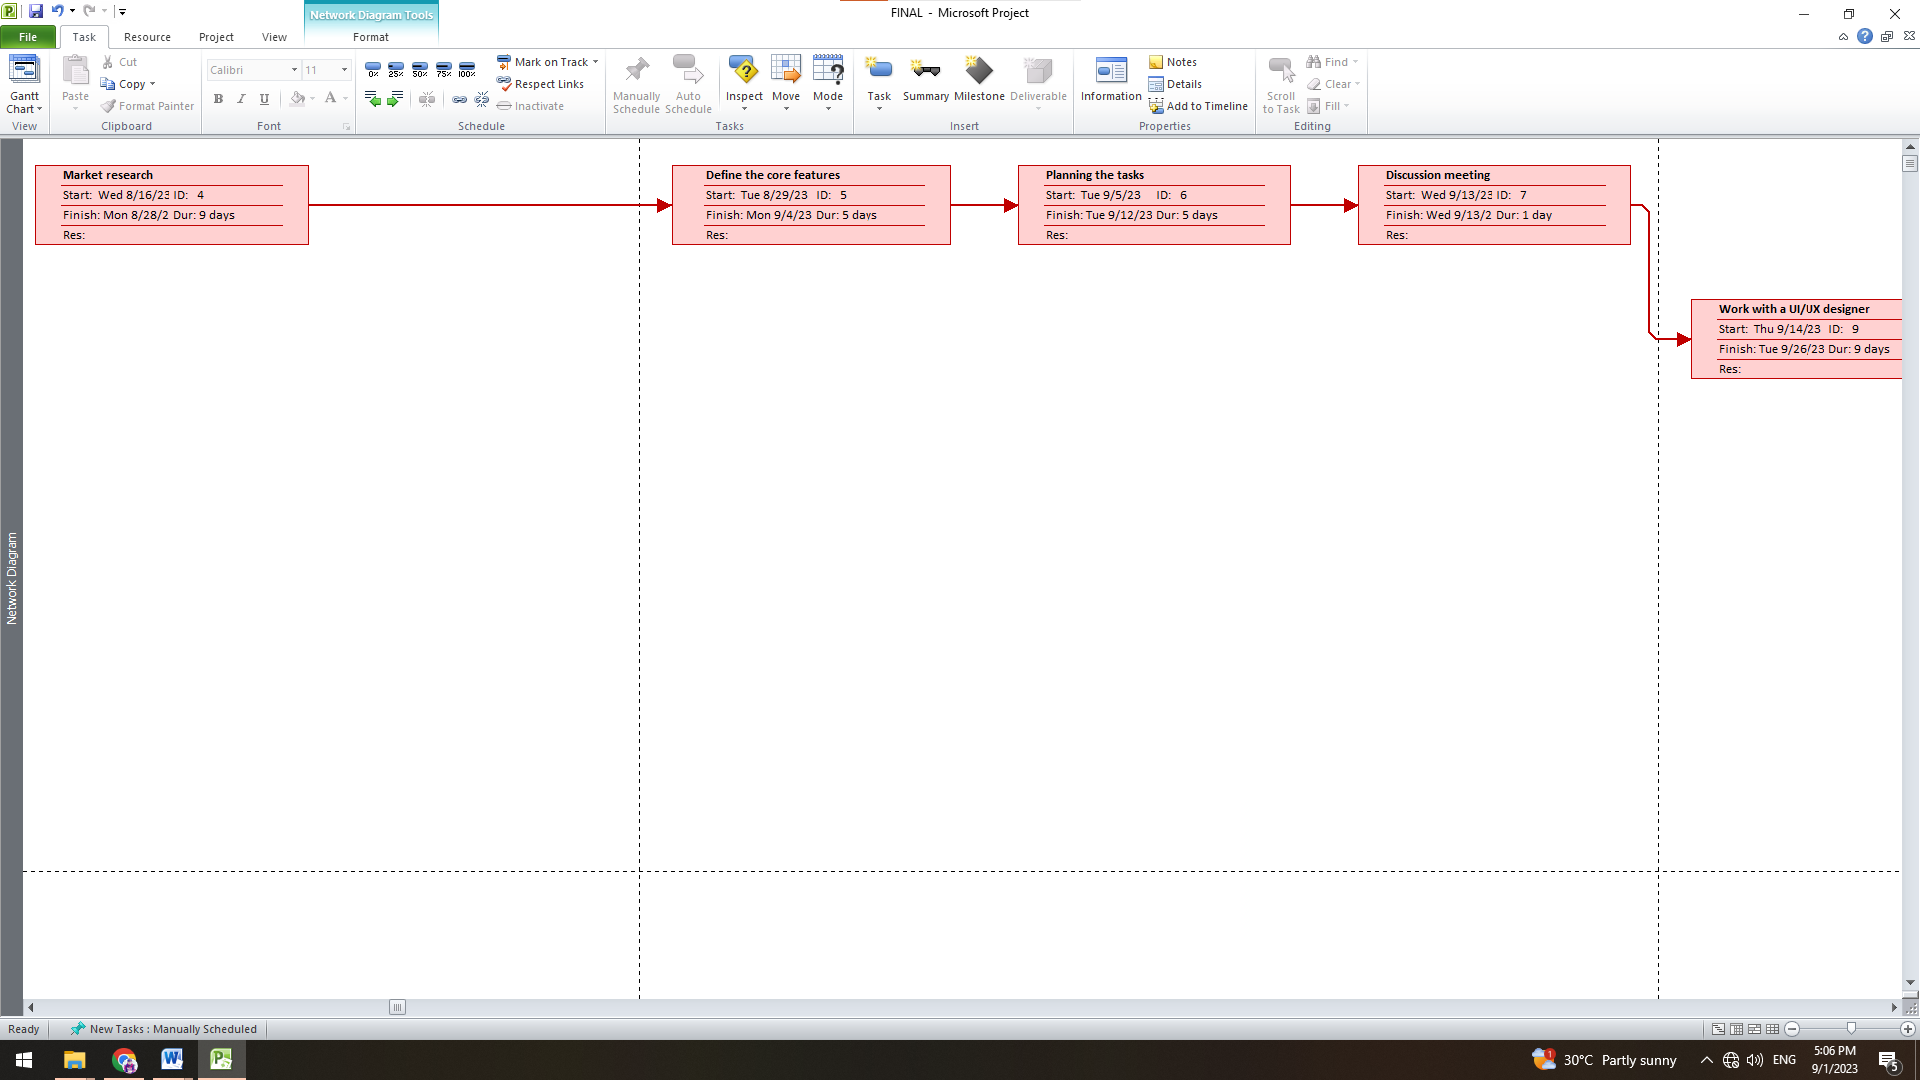 Network Diagram Tools
FINAL - Microsoft Project
File Task Resource Project View Format
Gantt Chart
View
Paste
Cut
Copy
Format Painter
Clipboard
Calibri 11
B I U A
Font
0% 25% 50% 75% 100%
Mark on Track
Respect Links
Inactivate
Schedule
Manually Schedule
Auto Schedule
Inspect
Move
Mode
Tasks
Task
Summary
Milestone
Deliverable
Insert
Information
Notes
Details
Add to Timeline
Properties
Scroll to Task
Find
Clear
Fill
Editing
Network Diagram
Market research
Start: Wed 8/16/23 ID: 4
Finish: Mon 8/28/2 Dur: 9 days
Res:
Define the core features
Start: Tue 8/29/23 ID: 5
Finish: Mon 9/4/23 Dur: 5 days
Res:
Planning the tasks
Start: Tue 9/5/23 ID: 6
Finish: Tue 9/12/23 Dur: 5 days
Res:
Discussion meeting
Start: Wed 9/13/23 ID: 7
Finish: Wed 9/13/2 Dur: 1 day
Res:
Work with a UI/UX designer
Start: Thu 9/14/23 ID: 9
Finish: Tue 9/26/23 Dur: 9 days
Res:
Ready
New Tasks : Manually Scheduled
30°C Partly sunny
ENG
5:06 PM
9/1/2023
5